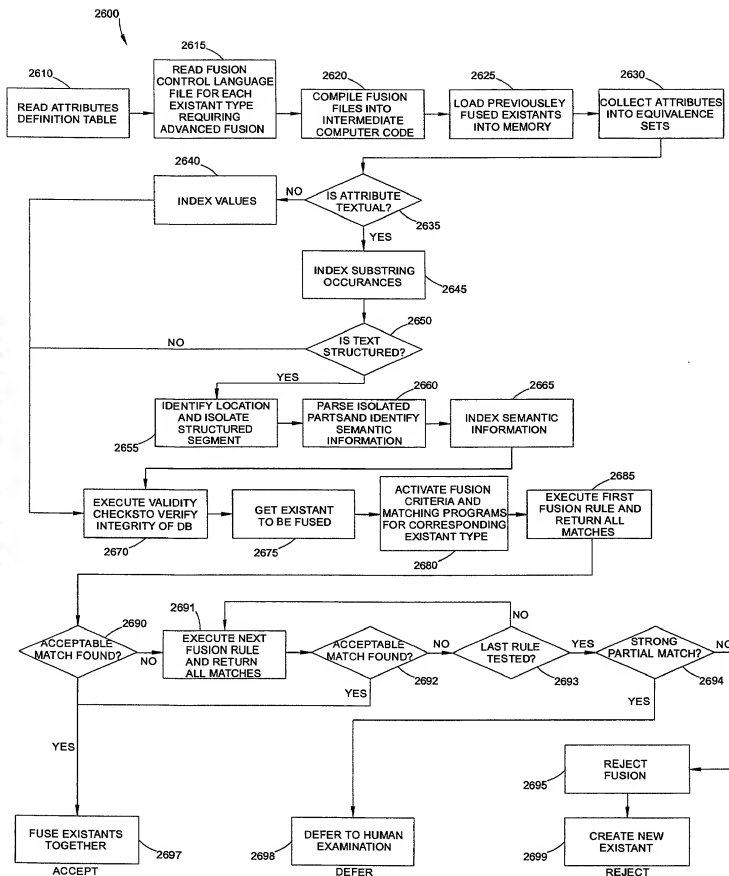 2600
2610
READ ATTRIBUTES
DEFINITION TABLE
2615
READ FUSION
CONTROL LANGUAGE
FILE FOR EACH
EXISTANT TYPE
REQUIRING
ADVANCED FUSION
2620
COMPILE FUSION
FILES INTO
INTERMEDIATE
COMPUTER CODE
2625
LOAD PREVIOUSLEY
FUSED EXISTANTS
INTO MEMORY
2630
COLLECT ATTRIBUTES
INTO EQUIVALENCE
SETS
2640
INDEX VALUES
NO
IS ATTRIBUTE
TEXTUAL?
2635
YES
INDEX SUBSTRING
OCCURANCES
2645
2650
IS TEXT
STRUCTURED?
NO
YES
IDENTIFY LOCATION
AND ISOLATE
STRUCTURED
SEGMENT
2655
2660
PARSE ISOLATED
PARTSAND IDENTIFY
SEMANTIC
INFORMATION
2665
INDEX SEMANTIC
INFORMATION
EXECUTE VALIDITY
CHECKSTO VERIFY
INTEGRITY OF DB
2670
GET EXISTANT
TO BE FUSED
2675
ACTIVATE FUSION
CRITERIA AND
MATCHING PROGRAMS
FOR CORRESPONDING
EXISTANT TYPE
2680
2685
EXECUTE FIRST
FUSION RULE AND
RETURN ALL
MATCHES
2690
ACCEPTABLE
MATCH FOUND?
NO
2691
EXECUTE NEXT
FUSION RULE
AND RETURN
ALL MATCHES
ACCEPTABLE
MATCH FOUND?
2692
NO
YES
NO
LAST RULE
TESTED?
2693
YES
STRONG
PARTIAL MATCH?
2694
NO
YES
YES
FUSE EXISTANTS
TOGETHER
2697
ACCEPT
DEFER TO HUMAN
EXAMINATION
2698
DEFER
REJECT
FUSION
2695
CREATE NEW
EXISTANT
2699
REJECT